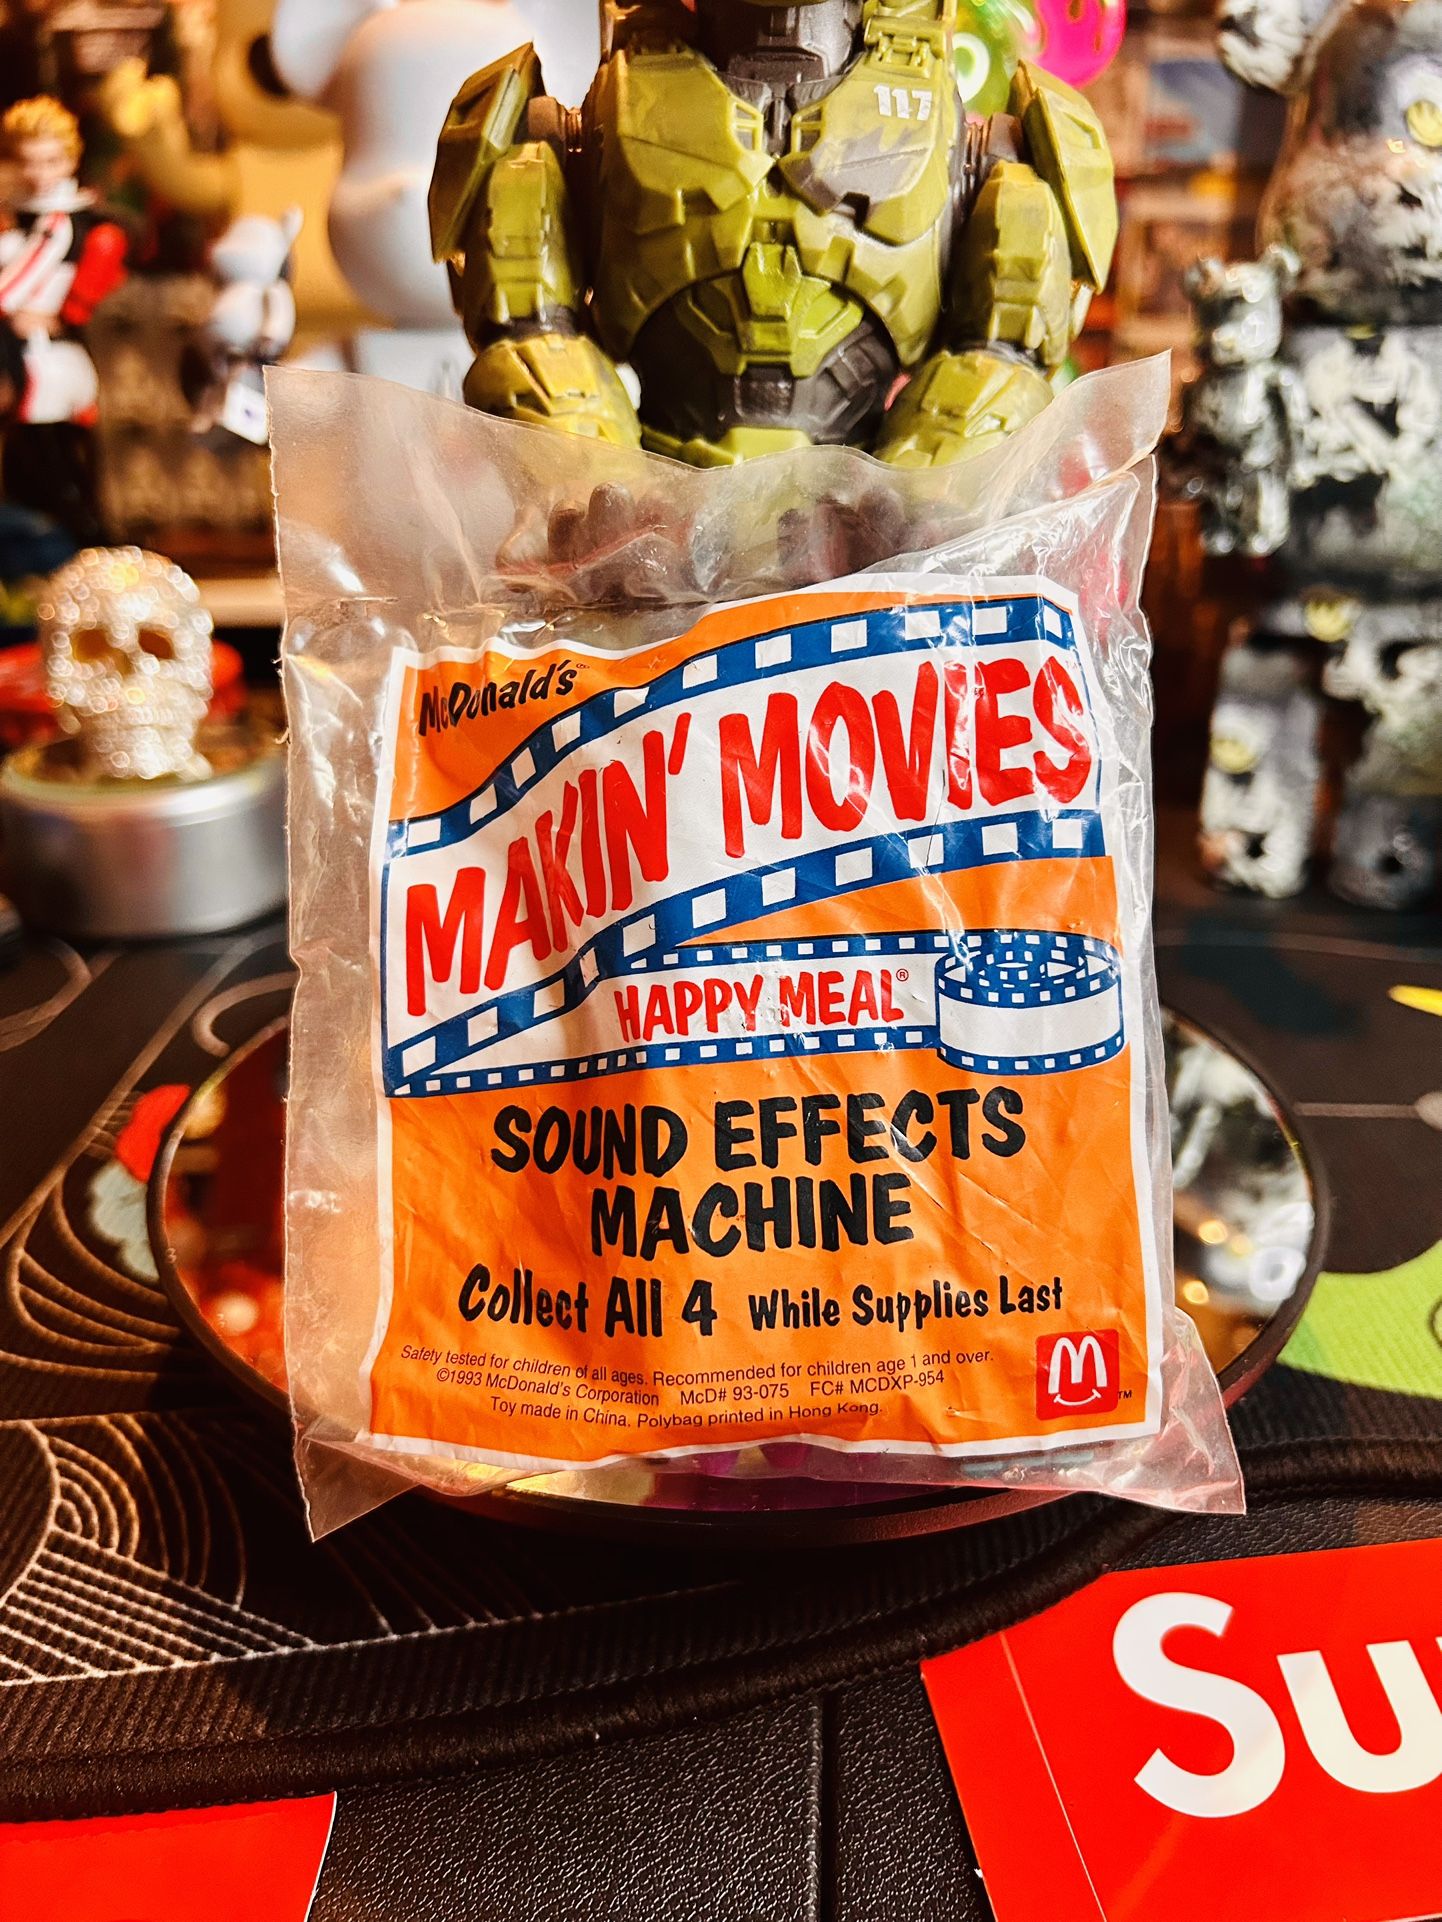 117
McDonald's®
MAKIN' MOVIES™
HAPPY MEAL®
SOUND EFFECTS
MACHINE
Collect All 4 While Supplies Last
Safety tested for children of all ages. Recommended for children age 1 and over.
©1993 McDonald's Corporation McD# 93-075 FC# MCDXP-954
Toy made in China. Polybag printed in Hong Kong.
M™
Su